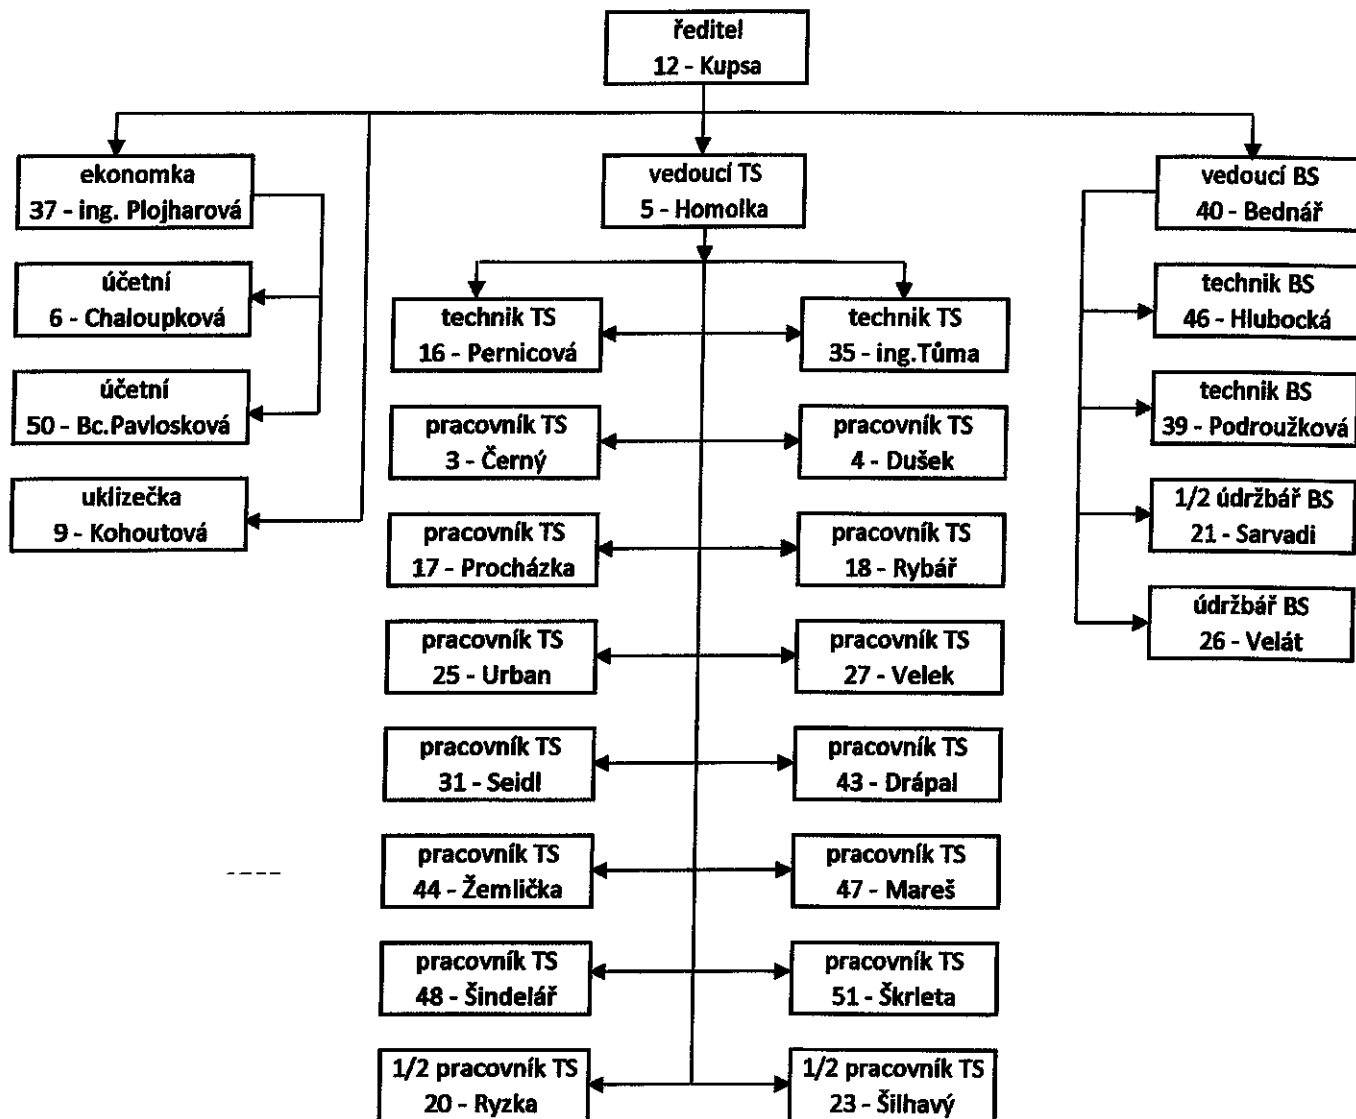 ředitel
12 - Kupsa
ekonomka
37 - ing. Plojharová
účetní
6 - Chaloupková
účetní
50 - Bc.Pavlosková
uklizečka
9 - Kohoutová
vedoucí TS
5 - Homolka
technik TS
16 - Pernicová
technik TS
35 - ing.Tůma
pracovník TS
3 - Černý
pracovník TS
4 - Dušek
pracovník TS
17 - Procházka
pracovník TS
18 - Rybář
pracovník TS
25 - Urban
pracovník TS
27 - Velek
pracovník TS
31 - Seidl
pracovník TS
43 - Drápal
pracovník TS
44 - Žemlička
pracovník TS
47 - Mareš
pracovník TS
48 - Šindelář
pracovník TS
51 - Škrleta
1/2 pracovník TS
20 - Ryzka
1/2 pracovník TS
23 - Šilhavý
vedoucí BS
40 - Bednář
technik BS
46 - Hlubocká
technik BS
39 - Podroužková
1/2 údržbář BS
21 - Sarvadi
údržbář BS
26 - Velát